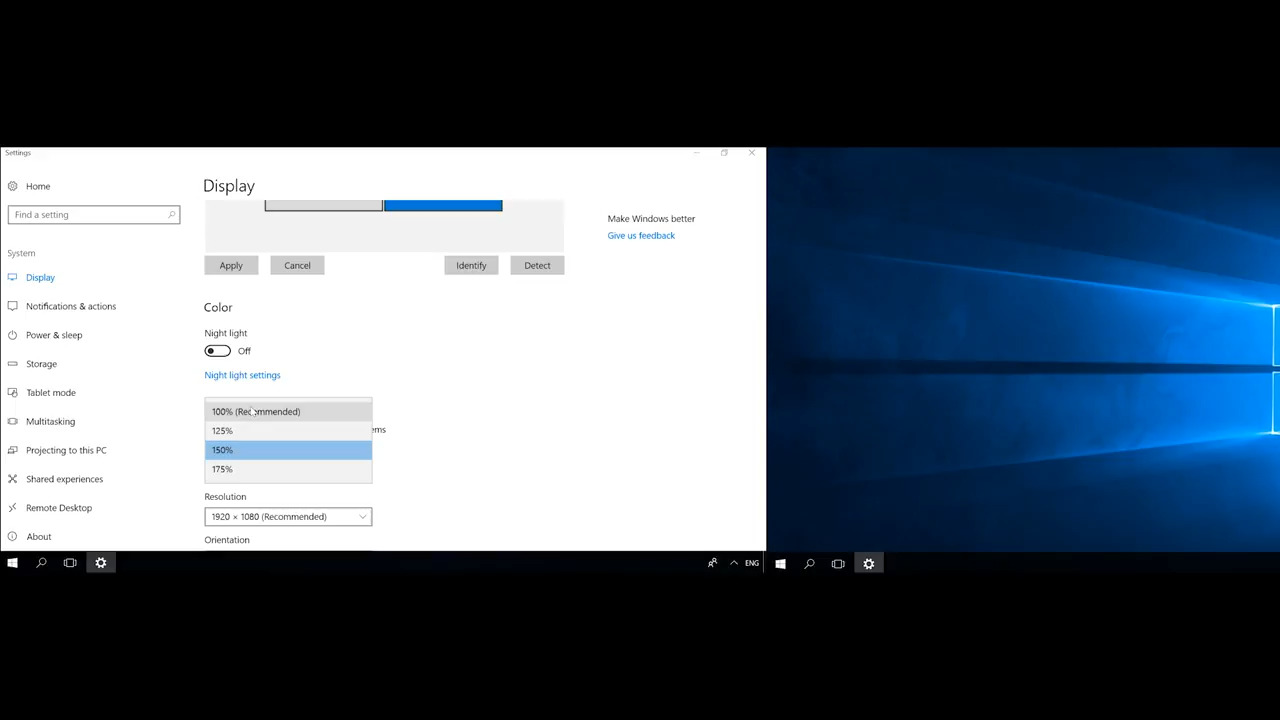 Settings
Home
Find a setting
System
Display
Notifications & actions
Power & sleep
Storage
Tablet mode
Multitasking
Projecting to this PC
Shared experiences
Remote Desktop
About
Display
Apply
Cancel
Identify
Detect
Color
Night light
Off
Night light settings
100% (Recommended)
125%
ems
150%
175%
Resolution
1920 × 1080 (Recommended)
Orientation
Make Windows better
Give us feedback
ENG